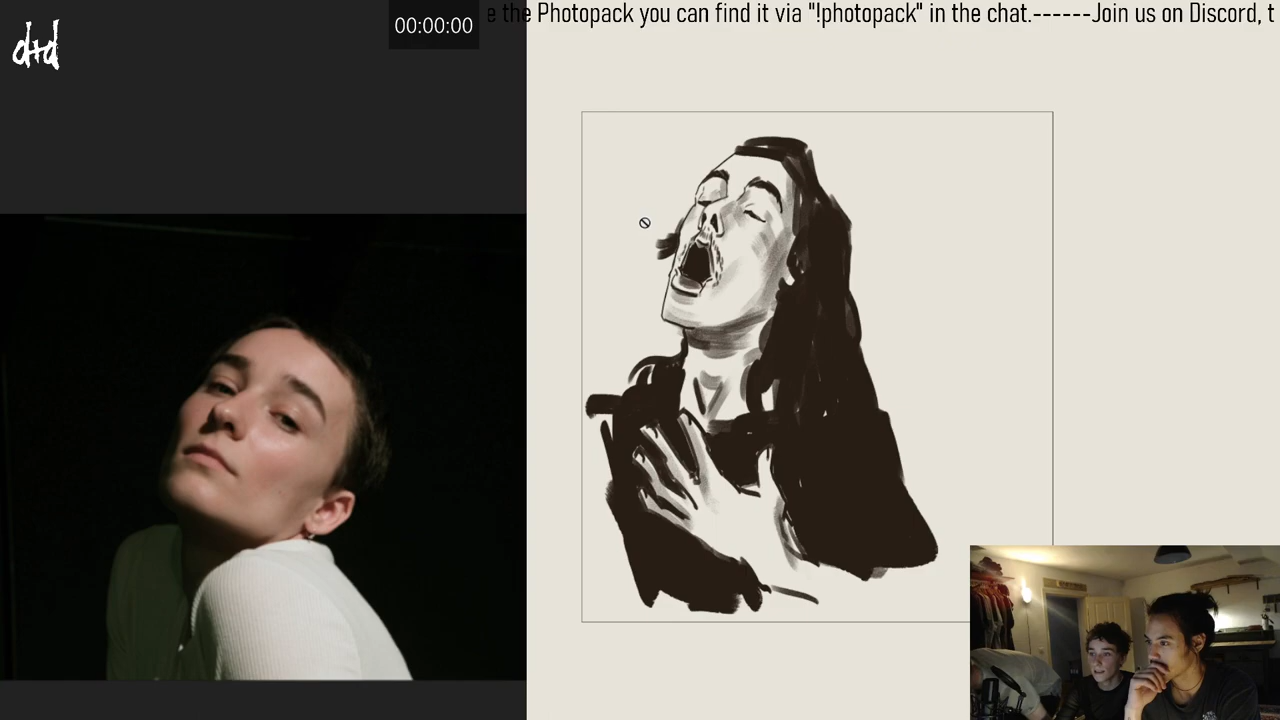 00:00:00
the Photopack you can find it via "!photopack" in the chat.------Join us on Discord, t
d+d